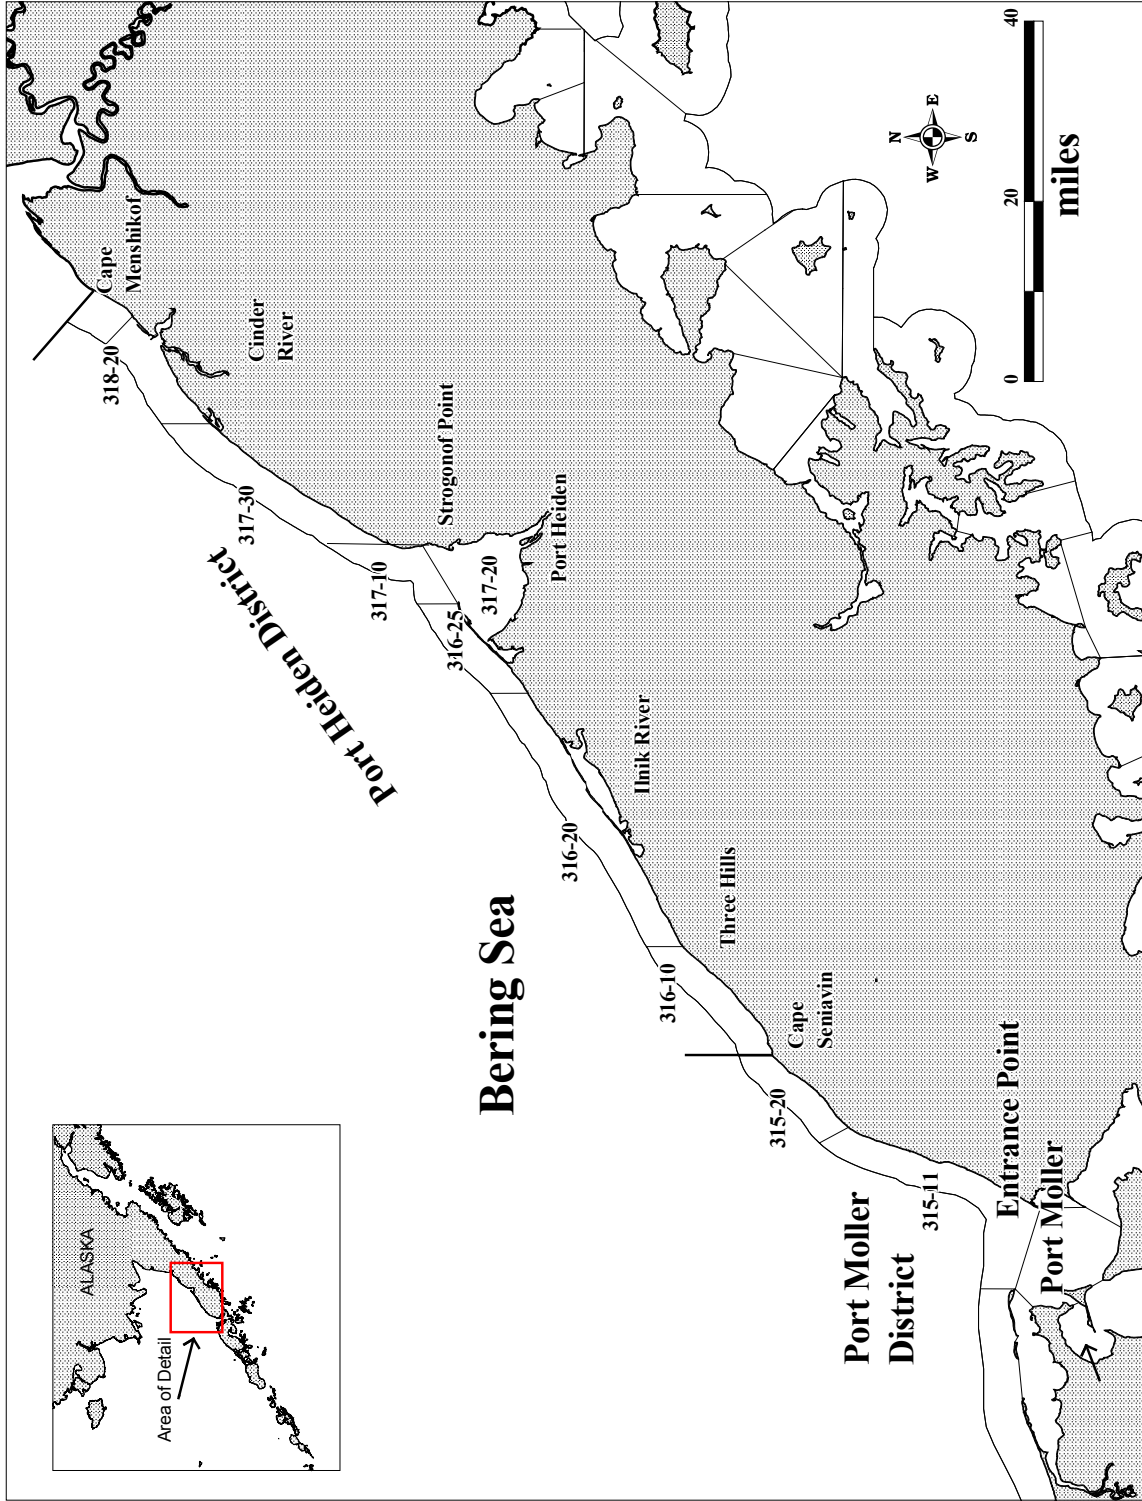 Cape
Menshikof
318-20
Cinder
River
317-30
Strogonof Point
317-10
317-20
Port Heiden
316-25
Port Heiden District
Ilnik River
316-20
Three Hills
316-10
Bering Sea
Cape
Seniavin
315-20
Entrance Point
315-11
Port Moller
Port Moller
District
N
E
S
W
0
20
40
miles
ALASKA
Area of Detail